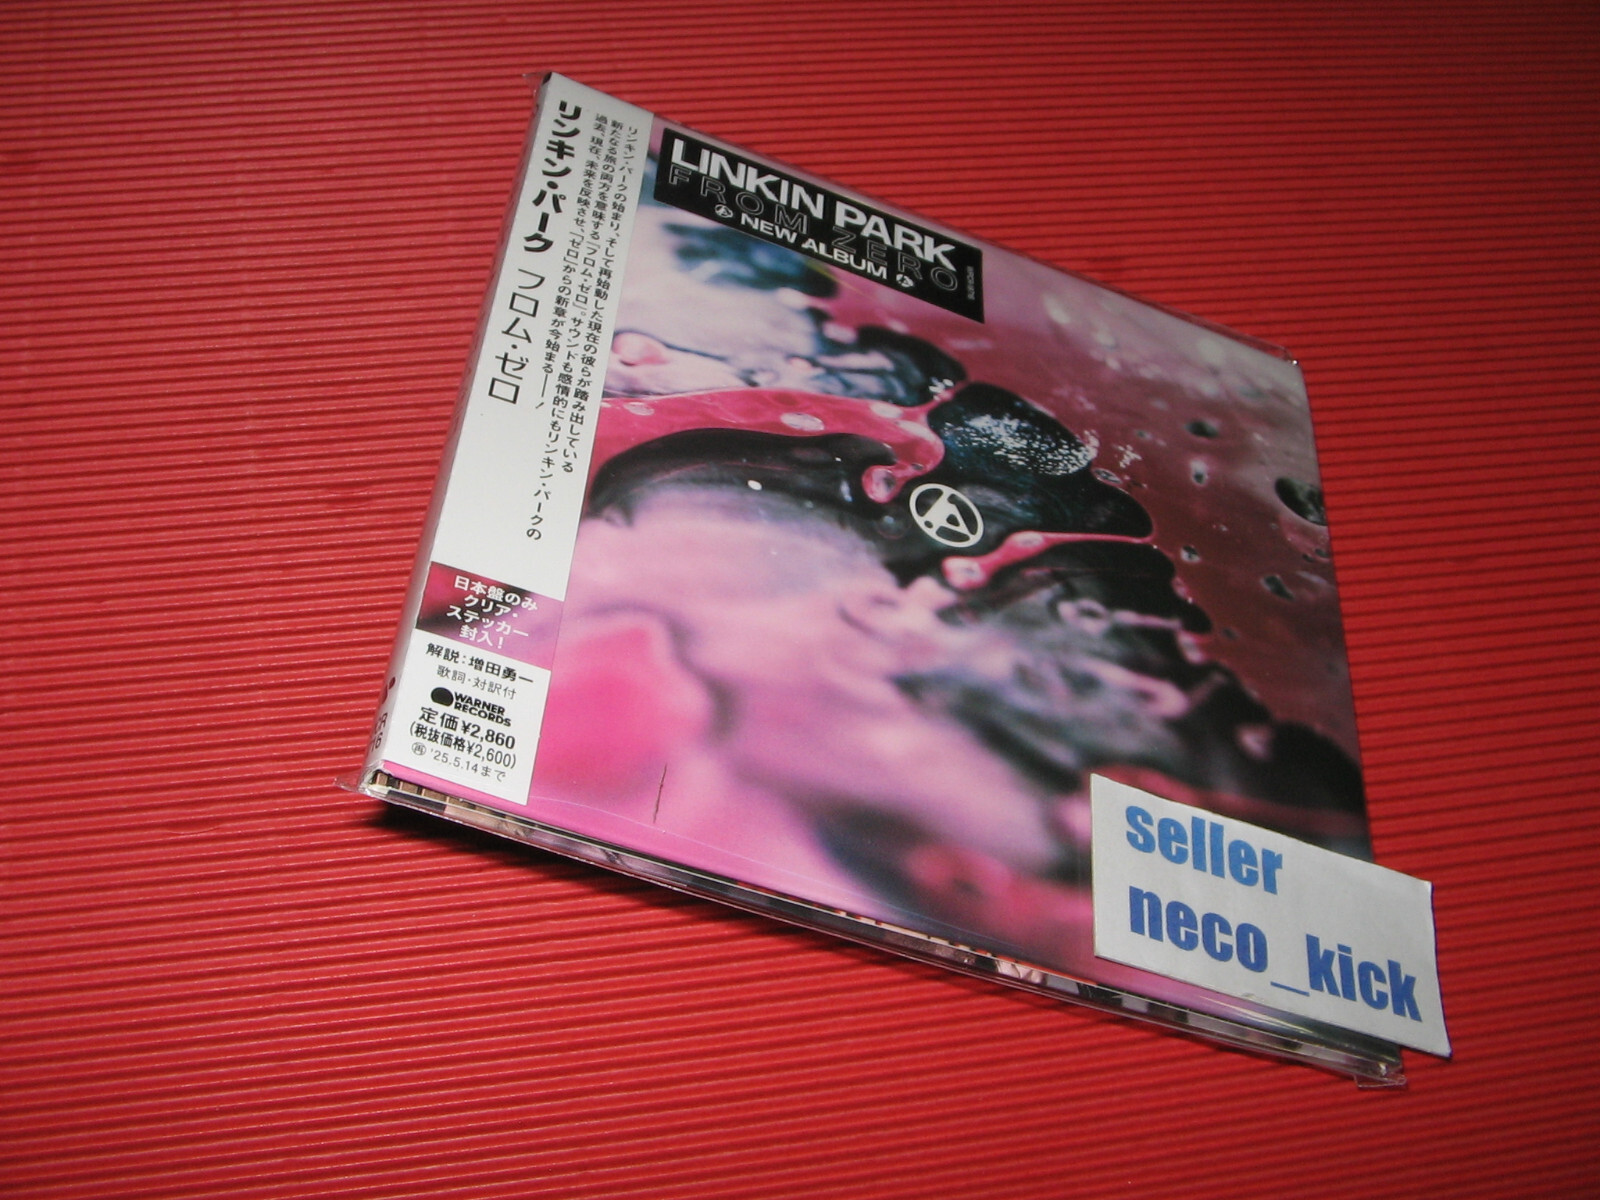 リンキン・パーク フロム・ゼロ
リンキン・パークの始まり、そして再始動した現在の彼らが踏み出している
新たなる旅の両方を意味する「フロム・ゼロ」。サウンドも感情的にもリンキン・パークの
過去、現在、未来を反映させ、「ゼロ」からの新章が今始まる——！
LINKIN PARK
FROM ZERO
NEW ALBUM
日本盤のみ
クリア・
ステッカー
封入！
解説：増田勇一
歌詞・対訳付
WARNER
RECORDS
定価¥2,860
(税抜価格¥2,600)
再 '25.5.14まで
seller
neco_kick